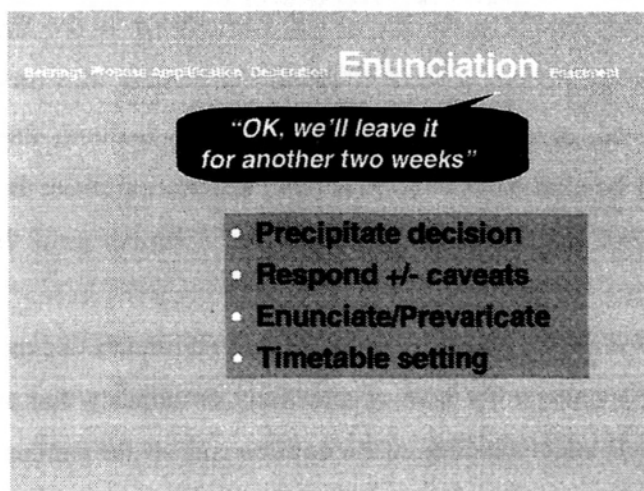 Bearings Propose Amplification Enunciation Enactment
"OK, we'll leave it
for another two weeks"
• Precipitate decision
• Respond +/- caveats
• Enunciate/Prevaricate
• Timetable setting